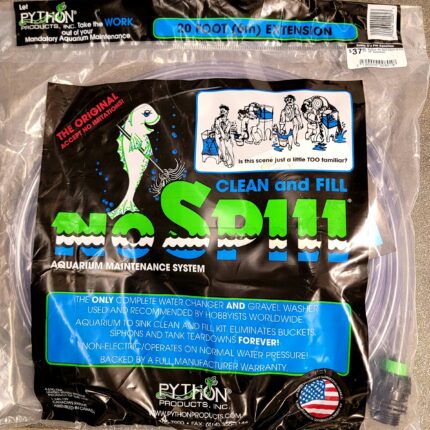 Let
PYTHON
PRODUCTS, INC.
Take the WORK
out of your
Mandatory Aquarium Maintenance
20 FOOT (6m) EXTENSION
THE ORIGINAL
ACCEPT NO IMITATIONS!
Is this scene just a little TOO familiar?
CLEAN and FILL
NO SPILL
AQUARIUM MAINTENANCE SYSTEM
THE ONLY COMPLETE WATER CHANGER AND GRAVEL WASHER
USED AND RECOMMENDED BY HOBBYISTS WORLDWIDE.
AQUARIUM TO SINK CLEAN AND FILL KIT, ELIMINATES BUCKETS,
SIPHONS AND TANK TEARDOWNS FOREVER!
NON-ELECTRIC/OPERATES ON NORMAL WATER PRESSURE!
BACKED BY A FULL MANUFACTURER WARRANTY.
PYTHON
PRODUCTS, INC.
WWW.PYTHONPRODUCTS.COM